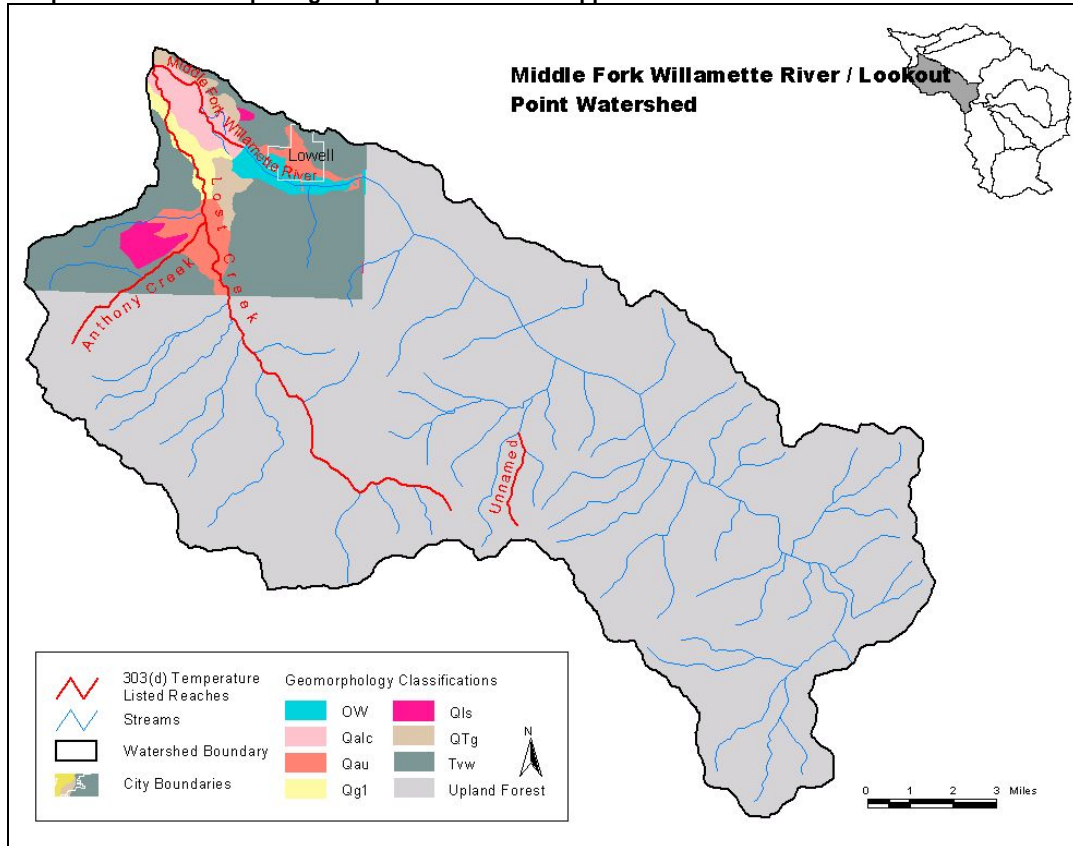 Middle Fork Willamette River / Lookout
Point Watershed
Middle Fork Willamette River
Lowell
Lost Creek
Anthony Creek
Unnamed
303(d) Temperature
Listed Reaches
Streams
Watershed Boundary
City Boundaries
Geomorphology Classifications
OW
Qalc
Qau
Qg1
Qls
QTg
Tvw
Upland Forest
N
0 1 2 3 Miles